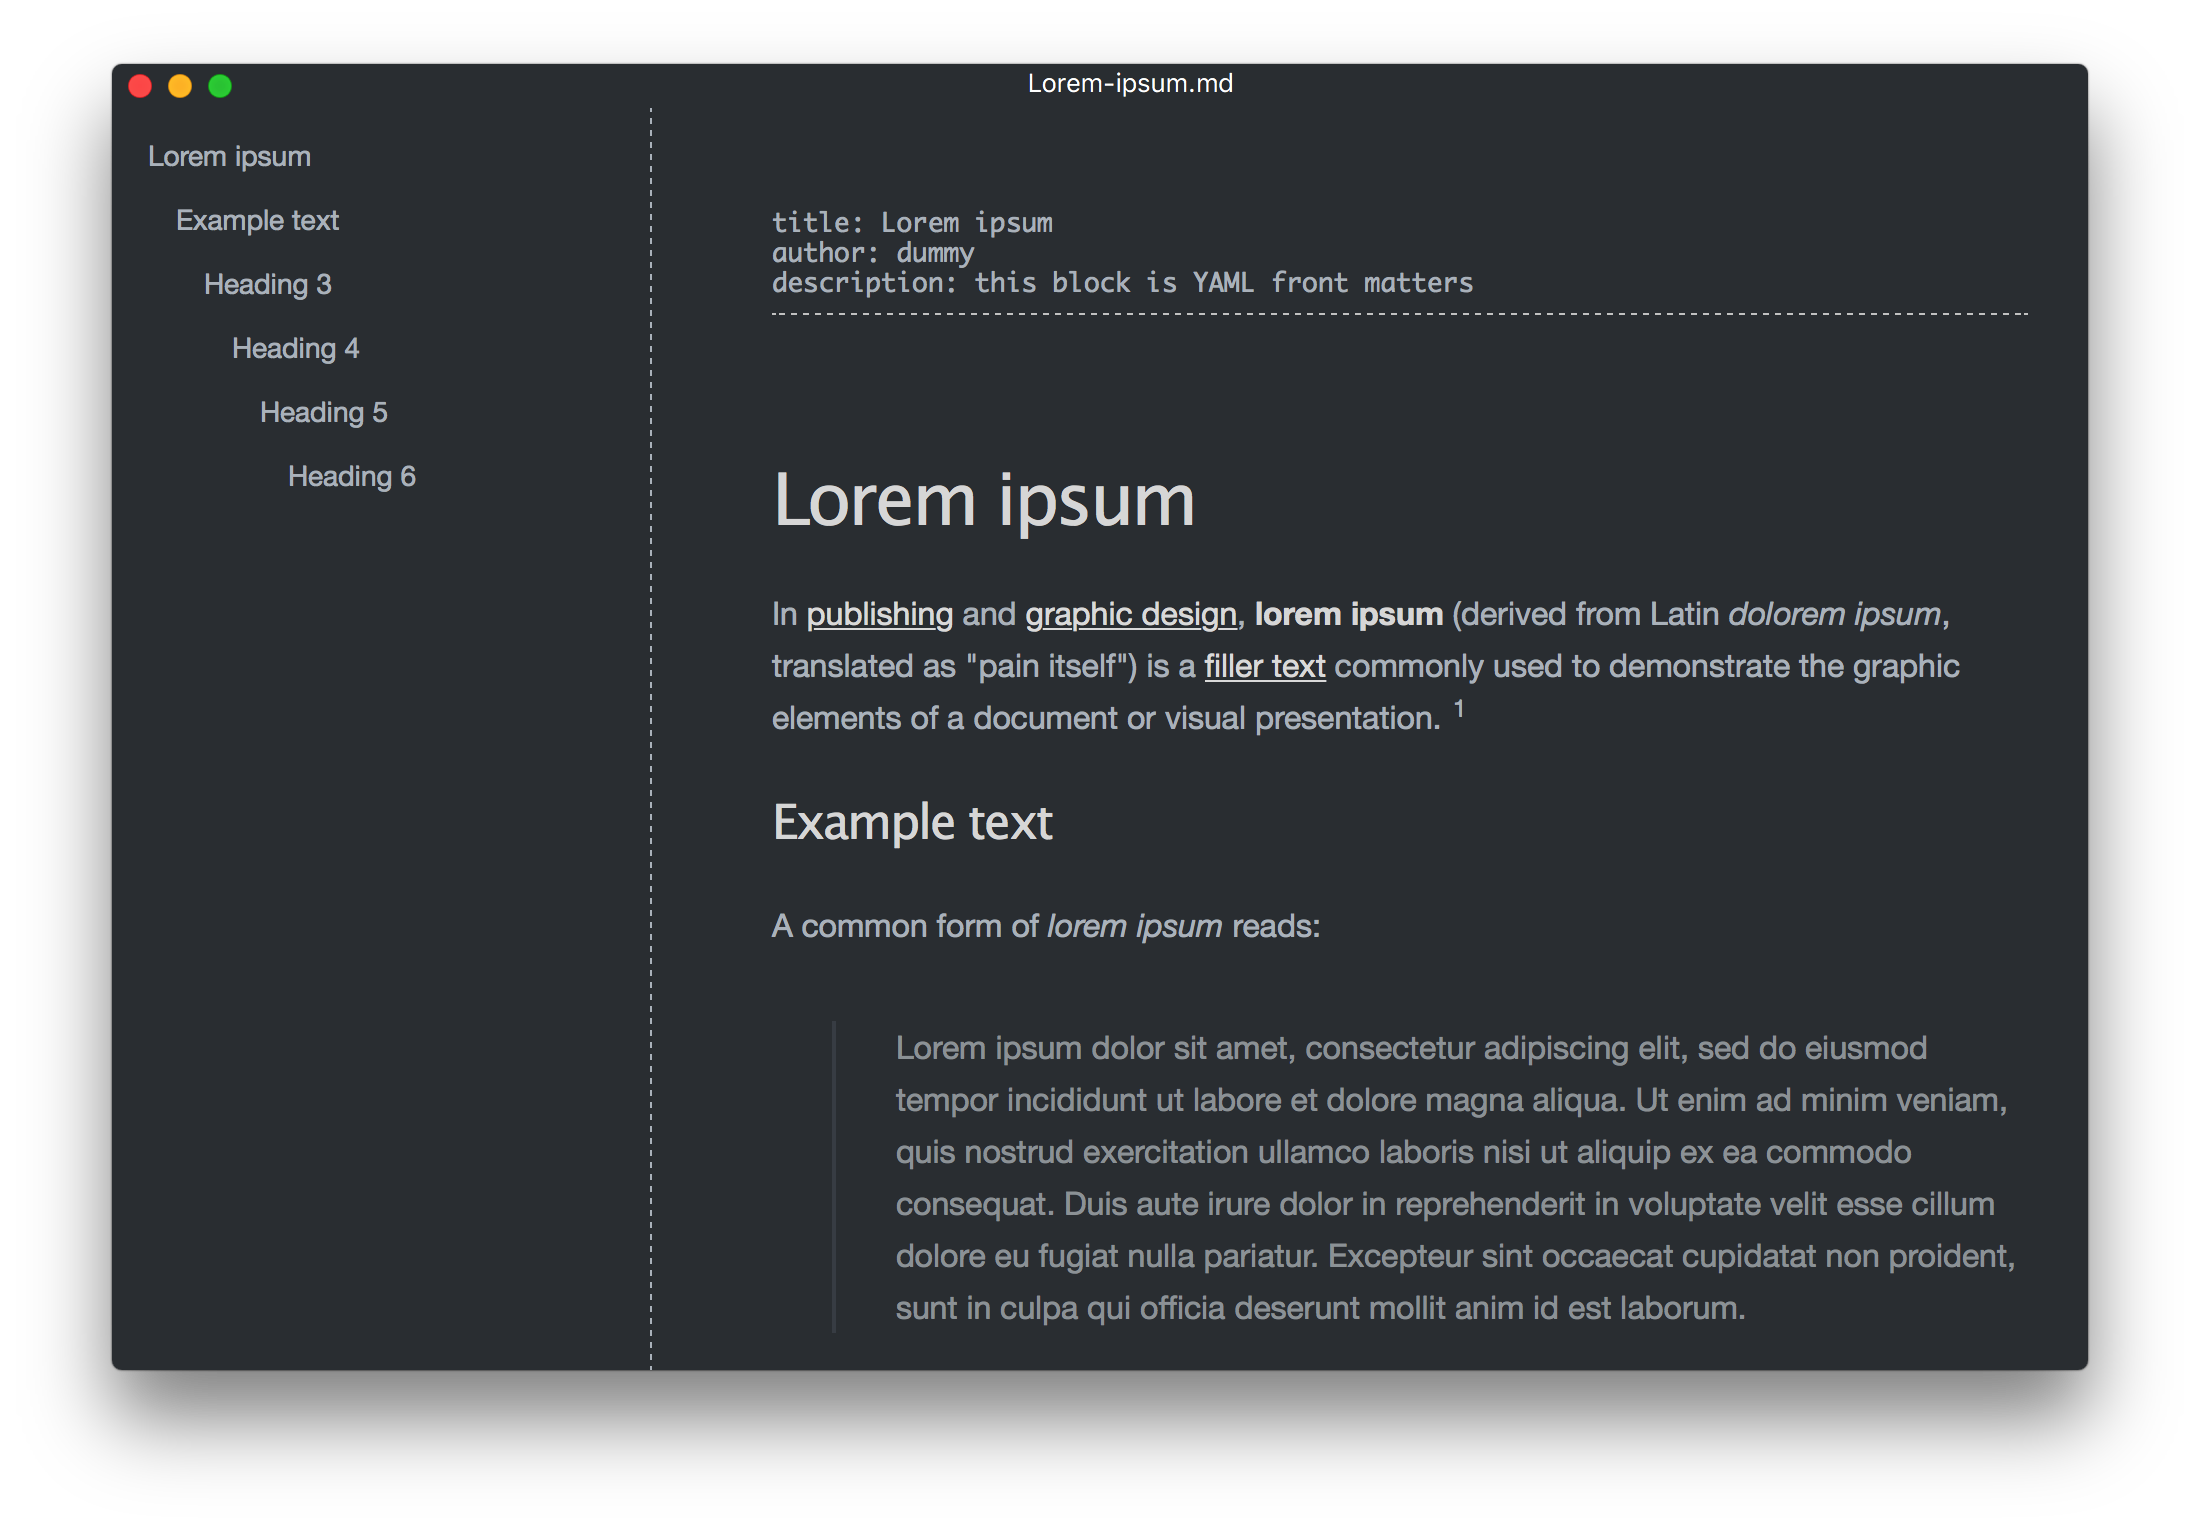 Lorem-ipsum.md
Lorem ipsum
Example text
Heading 3
Heading 4
Heading 5
Heading 6
title: Lorem ipsum
author: dummy
description: this block is YAML front matters
Lorem ipsum
In publishing and graphic design, lorem ipsum (derived from Latin dolorem ipsum,
translated as "pain itself") is a filler text commonly used to demonstrate the graphic
elements of a document or visual presentation. 1
Example text
A common form of lorem ipsum reads:
Lorem ipsum dolor sit amet, consectetur adipiscing elit, sed do eiusmod
tempor incididunt ut labore et dolore magna aliqua. Ut enim ad minim veniam,
quis nostrud exercitation ullamco laboris nisi ut aliquip ex ea commodo
consequat. Duis aute irure dolor in reprehenderit in voluptate velit esse cillum
dolore eu fugiat nulla pariatur. Excepteur sint occaecat cupidatat non proident,
sunt in culpa qui officia deserunt mollit anim id est laborum.